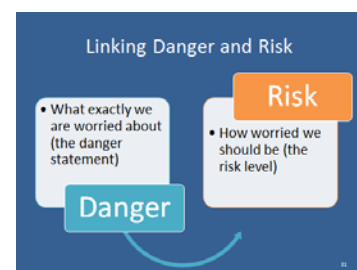 Linking Danger and Risk
• What exactly we
are worried about
(the danger
statement)
Danger
Risk
• How worried we
should be (the
risk level)